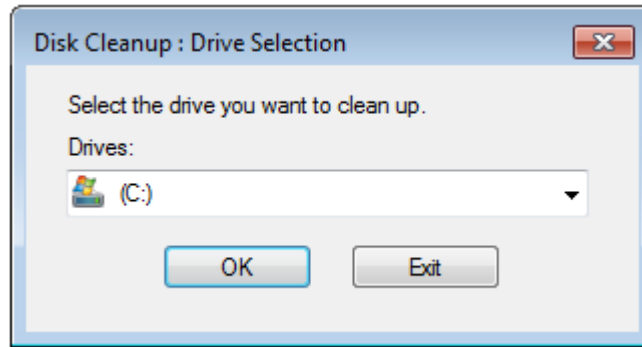 Disk Cleanup : Drive Selection
Select the drive you want to clean up.
Drives:
(C:)
OK Exit